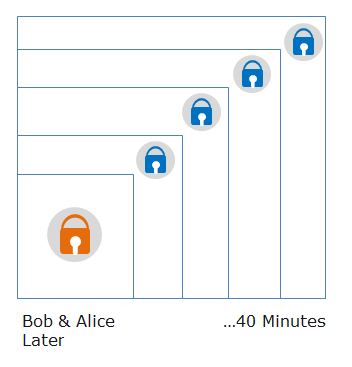 Bob & Alice
Later
…40 Minutes